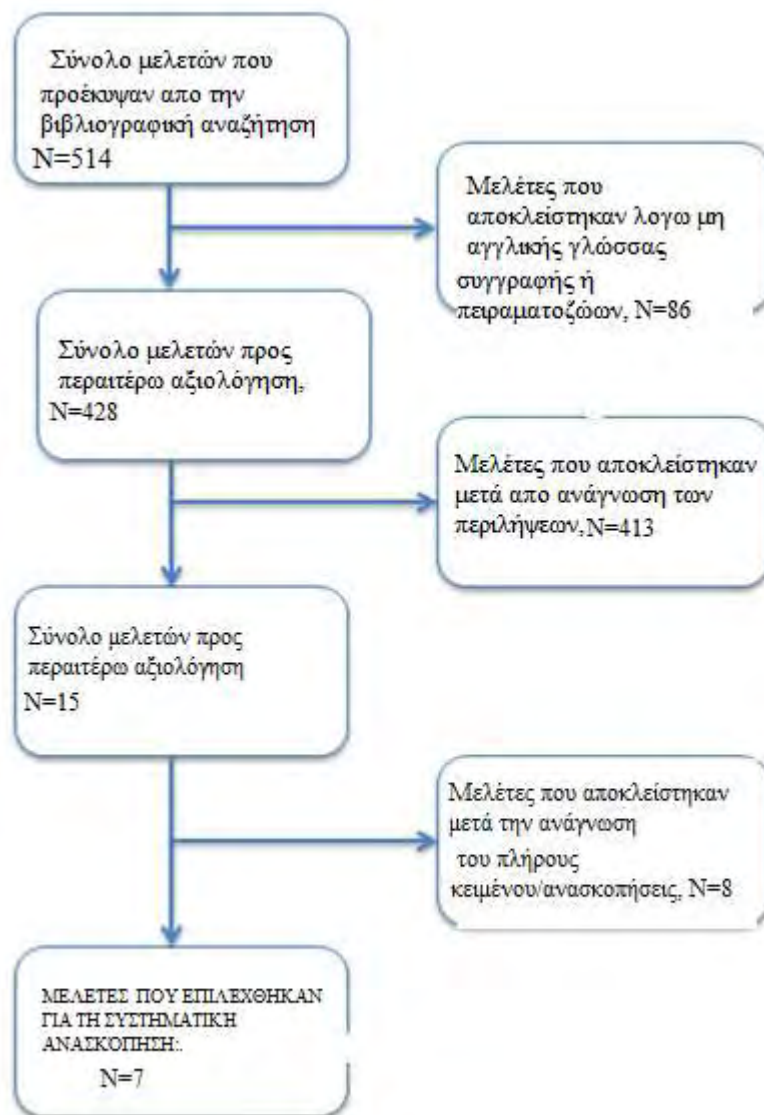 Σύνολο μελετών που
προέκυψαν απο την
βιβλιογραφική αναζήτηση
N=514
Μελέτες που
αποκλείστηκαν λογω μη
αγγλικής γλώσσας
συγγραφής ή
πειραματοζώων, N=86
Σύνολο μελετών προς
περαιτέρω αξιολόγηση,
N=428
Μελέτες που αποκλείστηκαν
μετά απο ανάγνωση των
περιλήψεων,N=413
Σύνολο μελετών προς
περαιτέρω αξιολόγηση
N=15
Μελέτες που αποκλείστηκαν
μετά την ανάγνωση
του πλήρους
κειμένου/ανασκοπήσεις, N=8
ΜΕΛΕΤΕΣ ΠΟΥ ΕΠΙΛΕΧΘΗΚΑΝ
ΓΙΑ ΤΗ ΣΥΣΤΗΜΑΤΙΚΗ
ΑΝΑΣΚΟΠΗΣΗ:.
N=7